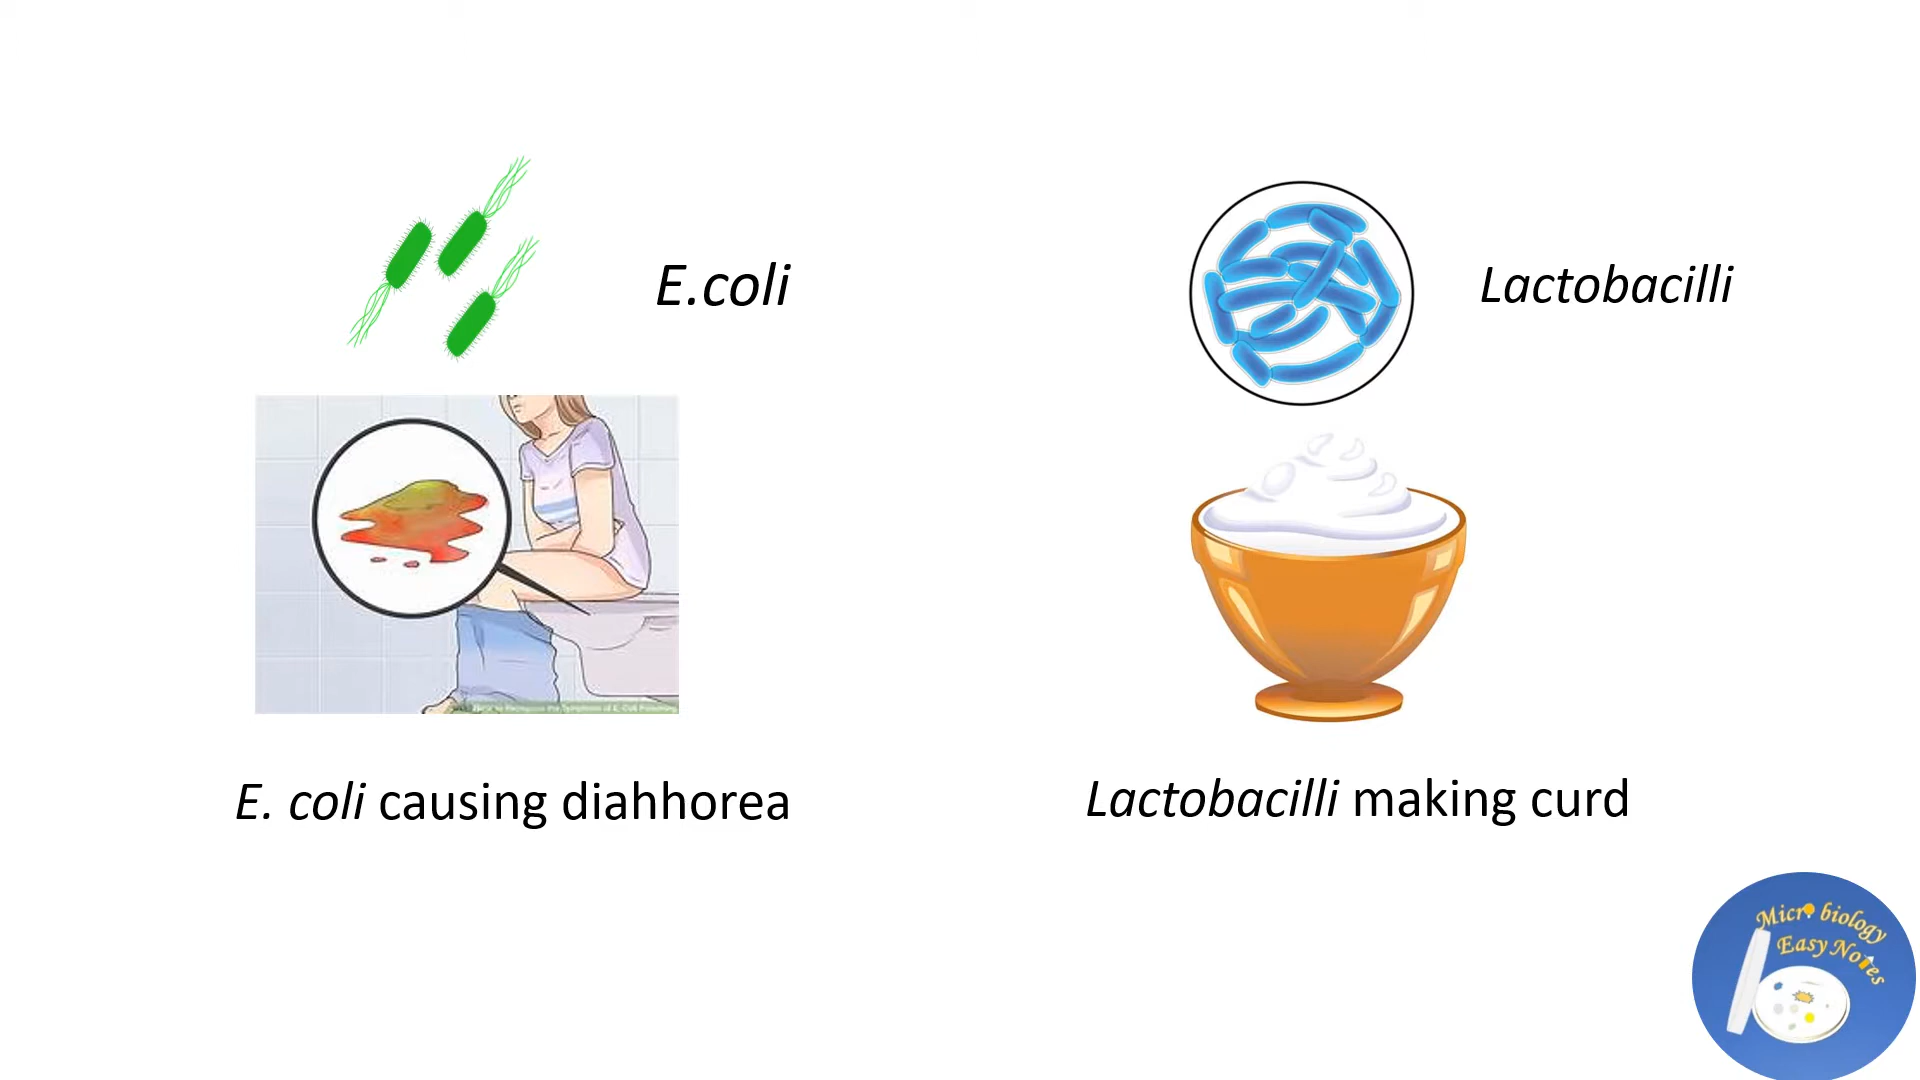 E.coli
Lactobacilli
E. coli causing diahhorea
Lactobacilli making curd
Micro biology
Easy Notes